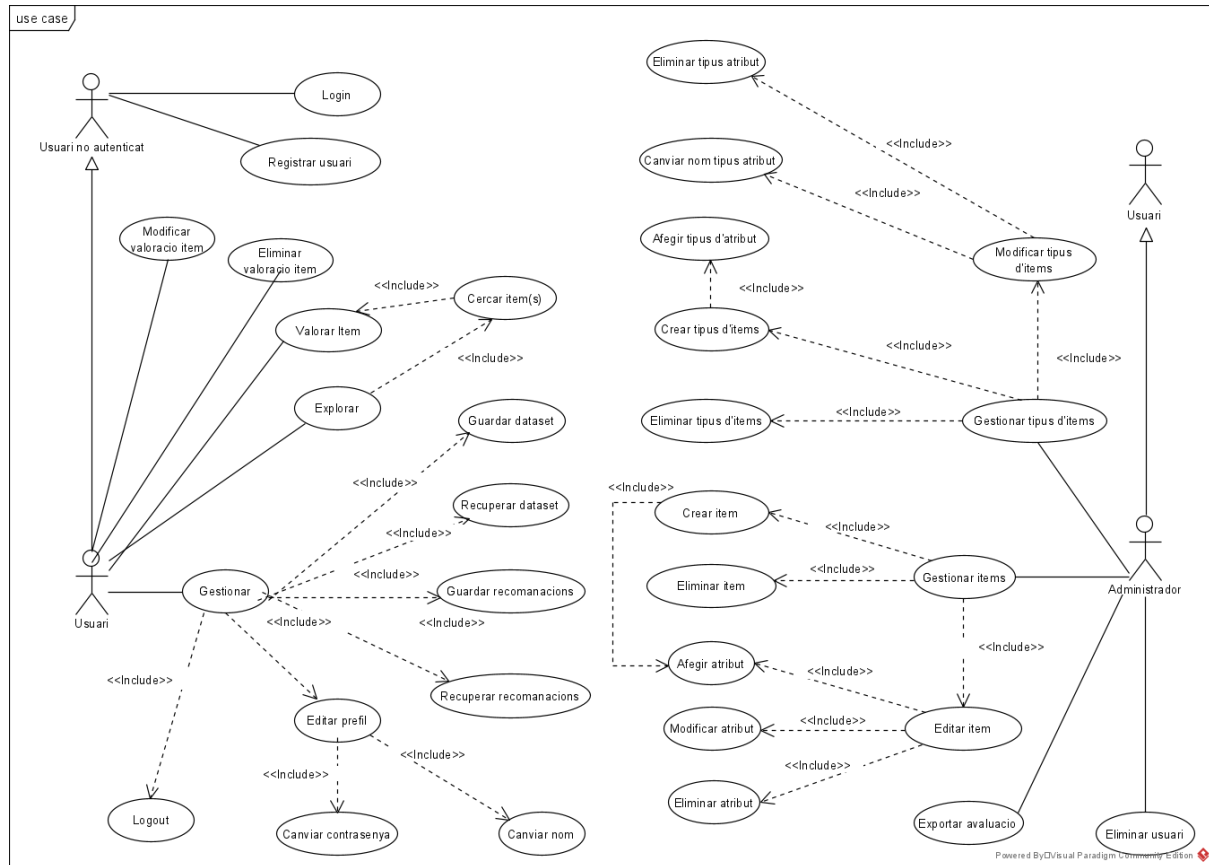 use case
Usuari no autenticat
Login
Registrar usuari
Modificar
valoracio item
Eliminar
valoracio item
<<Include>>
Cercar item(s)
Valorar Item
<<Include>>
Explorar
Guardar dataset
<<Include>>
Recuperar dataset
<<Include>>
Usuari
Gestionar
<<Include>>
Guardar recomanacions
<<Include>>
<<Include>>
<<Include>>
Recuperar recomanacions
Editar prefil
<<Include>>
<<Include>>
Logout
Canviar contrasenya
Canviar nom
Eliminar tipus atribut
<<Include>>
Canviar nom tipus atribut
<<Include>>
Usuari
Afegir tipus d'atribut
Modificar tipus
d'items
Crear tipus d'items
<<Include>>
<<Include>>
<<Include>>
Eliminar tipus d'items
<<Include>>
Gestionar tipus d'items
<<Include>>
Crear item
<<Include>>
Eliminar item
<<Include>>
Gestionar items
Administrador
<<Include>>
Afegir atribut
<<Include>>
Modificar atribut
<<Include>>
Editar item
<<Include>>
Eliminar atribut
Exportar avaluacio
Eliminar usuari
Powered By Visual Paradigm Community Edition